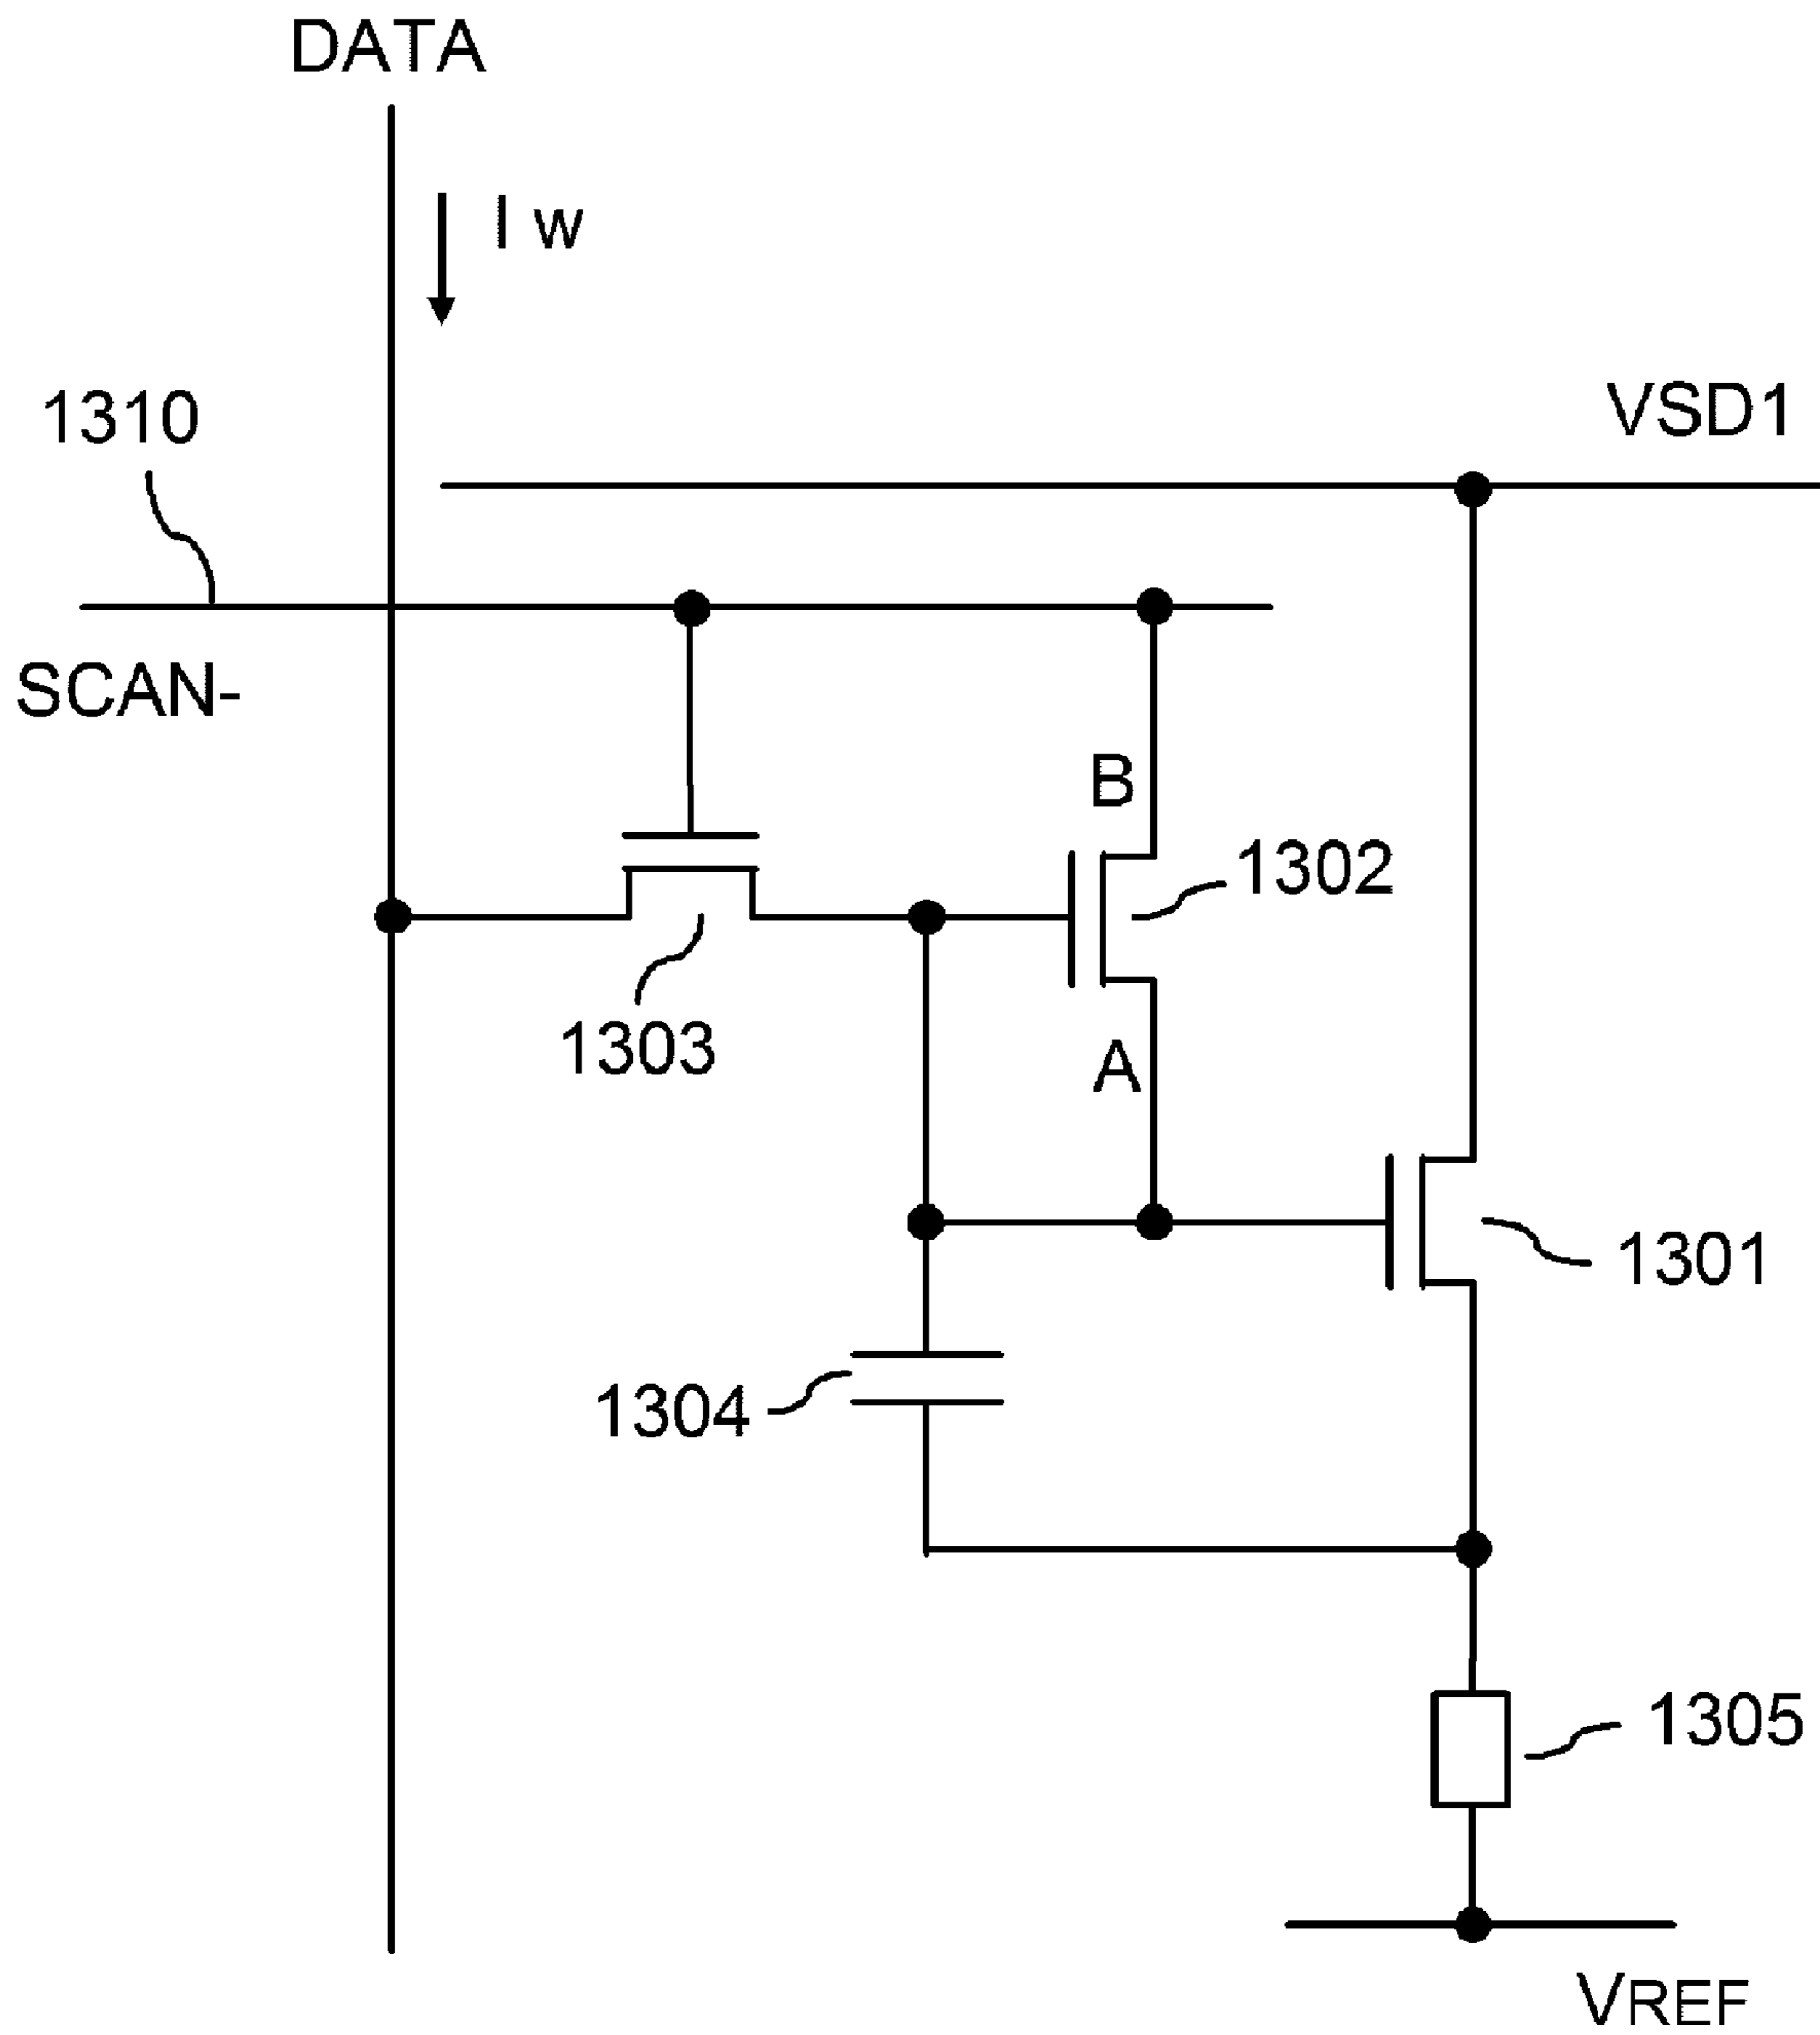 DATA
I w
1310
VSD1
SCAN-
B
1302
1303
A
1301
1304
1305
VREF